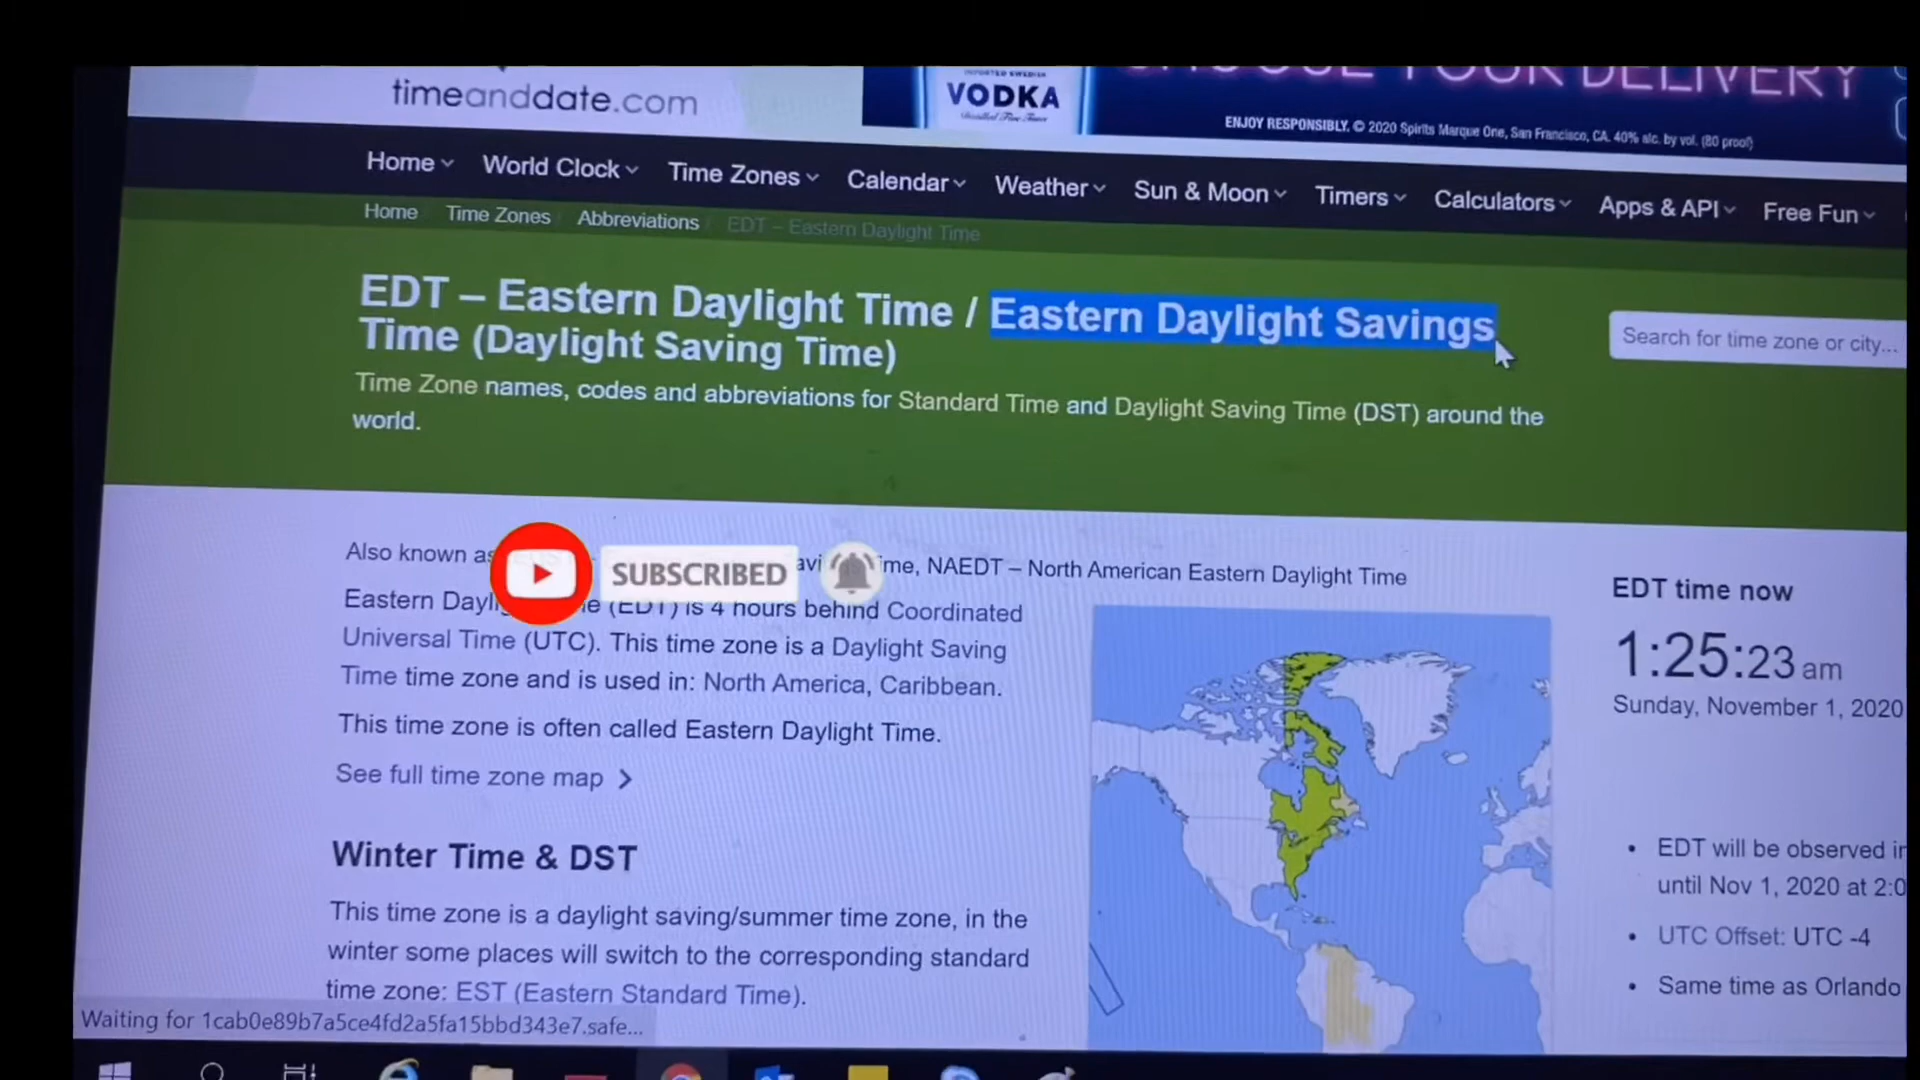 timeanddate.com
VODKA
CHOOSE YOUR DELIVERY
ENJOY RESPONSIBLY. © 2020 Spirits Marque One, San Francisco, CA. 40% alc. by vol. (80 proof)
Home World Clock Time Zones Calendar Weather Sun & Moon Timers Calculators Apps & API Free Fun
Home Time Zones Abbreviations EDT – Eastern Daylight Time
EDT – Eastern Daylight Time / Eastern Daylight Savings
Time (Daylight Saving Time)
Search for time zone or city...
Time Zone names, codes and abbreviations for Standard Time and Daylight Saving Time (DST) around the
world.
Also known as
SUBSCRIBED
NAEDT – North American Eastern Daylight Time
Eastern (EDT) is 4 hours behind Coordinated
Universal Time (UTC). This time zone is a Daylight Saving
Time time zone and is used in: North America, Caribbean.
This time zone is often called Eastern Daylight Time.
See full time zone map
Winter Time & DST
This time zone is a daylight saving/summer time zone, in the
winter some places will switch to the corresponding standard
time zone: EST (Eastern Standard Time).
EDT time now
1:25:23 am
Sunday, November 1, 2020
EDT will be observed
until Nov 1, 2020 at
UTC Offset: UTC -4
Same time as Orlando
Waiting for 1cab0e89b7a5ce4fd2a5fa15bbd343e7.safe...